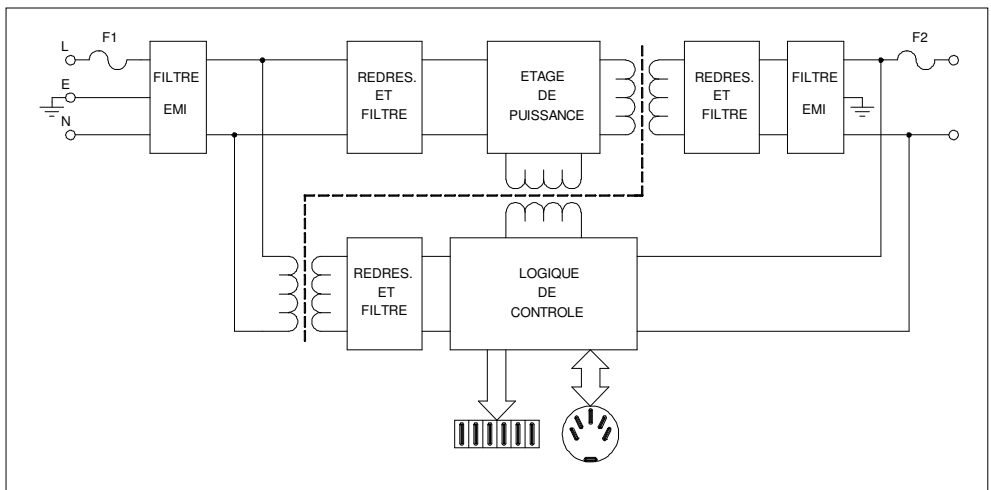 L
F1
E
N
FILTRE
EMI
REDRES.
ET
FILTRE
ETAGE
DE
PUISSANCE
REDRES.
ET
FILTRE
FILTRE
EMI
F2
REDRES.
ET
FILTRE
LOGIQUE
DE
CONTROLE